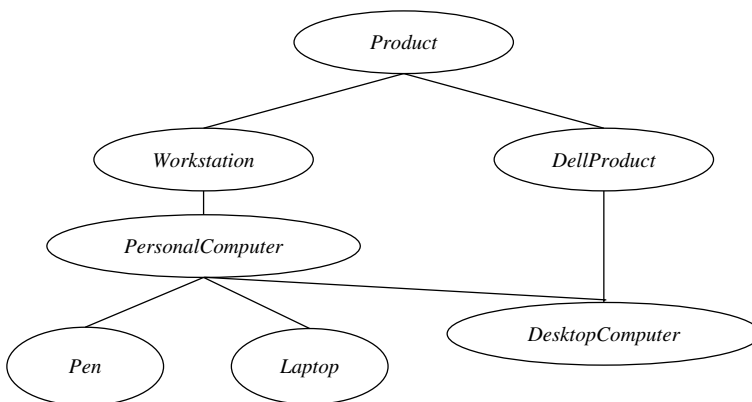 Product
Workstation
DellProduct
PersonalComputer
DesktopComputer
Pen
Laptop